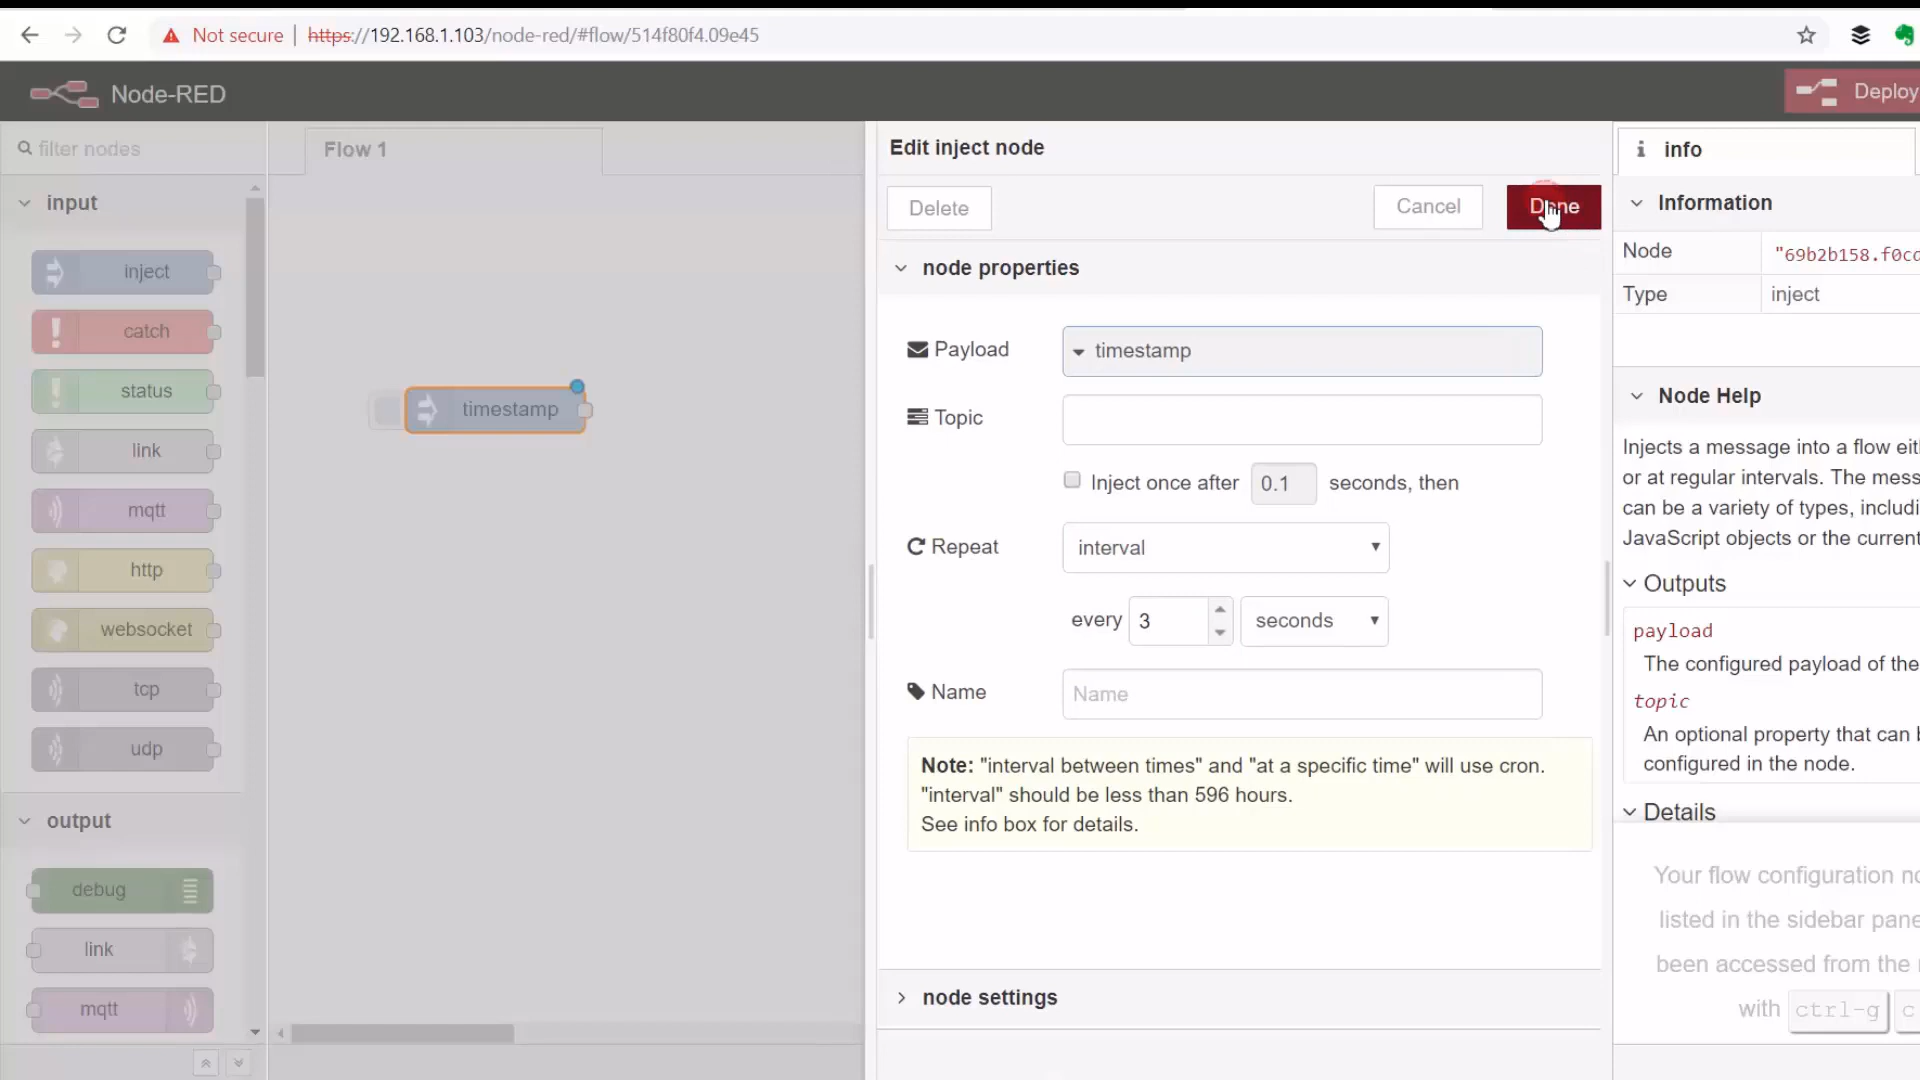 Not secure | https://192.168.1.103/node-red/#flow/514f80f4.09e45
Node-RED
Deploy
filter nodes
input
inject
catch
status
link
mqtt
http
websocket
tcp
udp
output
debug
link
mqtt
Flow 1
timestamp
Edit inject node
Delete
Cancel
Done
node properties
Payload
timestamp
Topic
Inject once after 0.1 seconds, then
Repeat
interval
every 3 seconds
Name
Name
Note: "interval between times" and "at a specific time" will use cron.
"interval" should be less than 596 hours.
See info box for details.
node settings
info
Information
Node "69b2b158.f0cd
Type inject
Node Help
Injects a message into a flow eit
or at regular intervals. The mess
can be a variety of types, includi
JavaScript objects or the current
Outputs
payload
The configured payload of the
topic
An optional property that can b
configured in the node.
Details
Your flow configuration no
listed in the sidebar pane
been accessed from the
with ctrl-g c